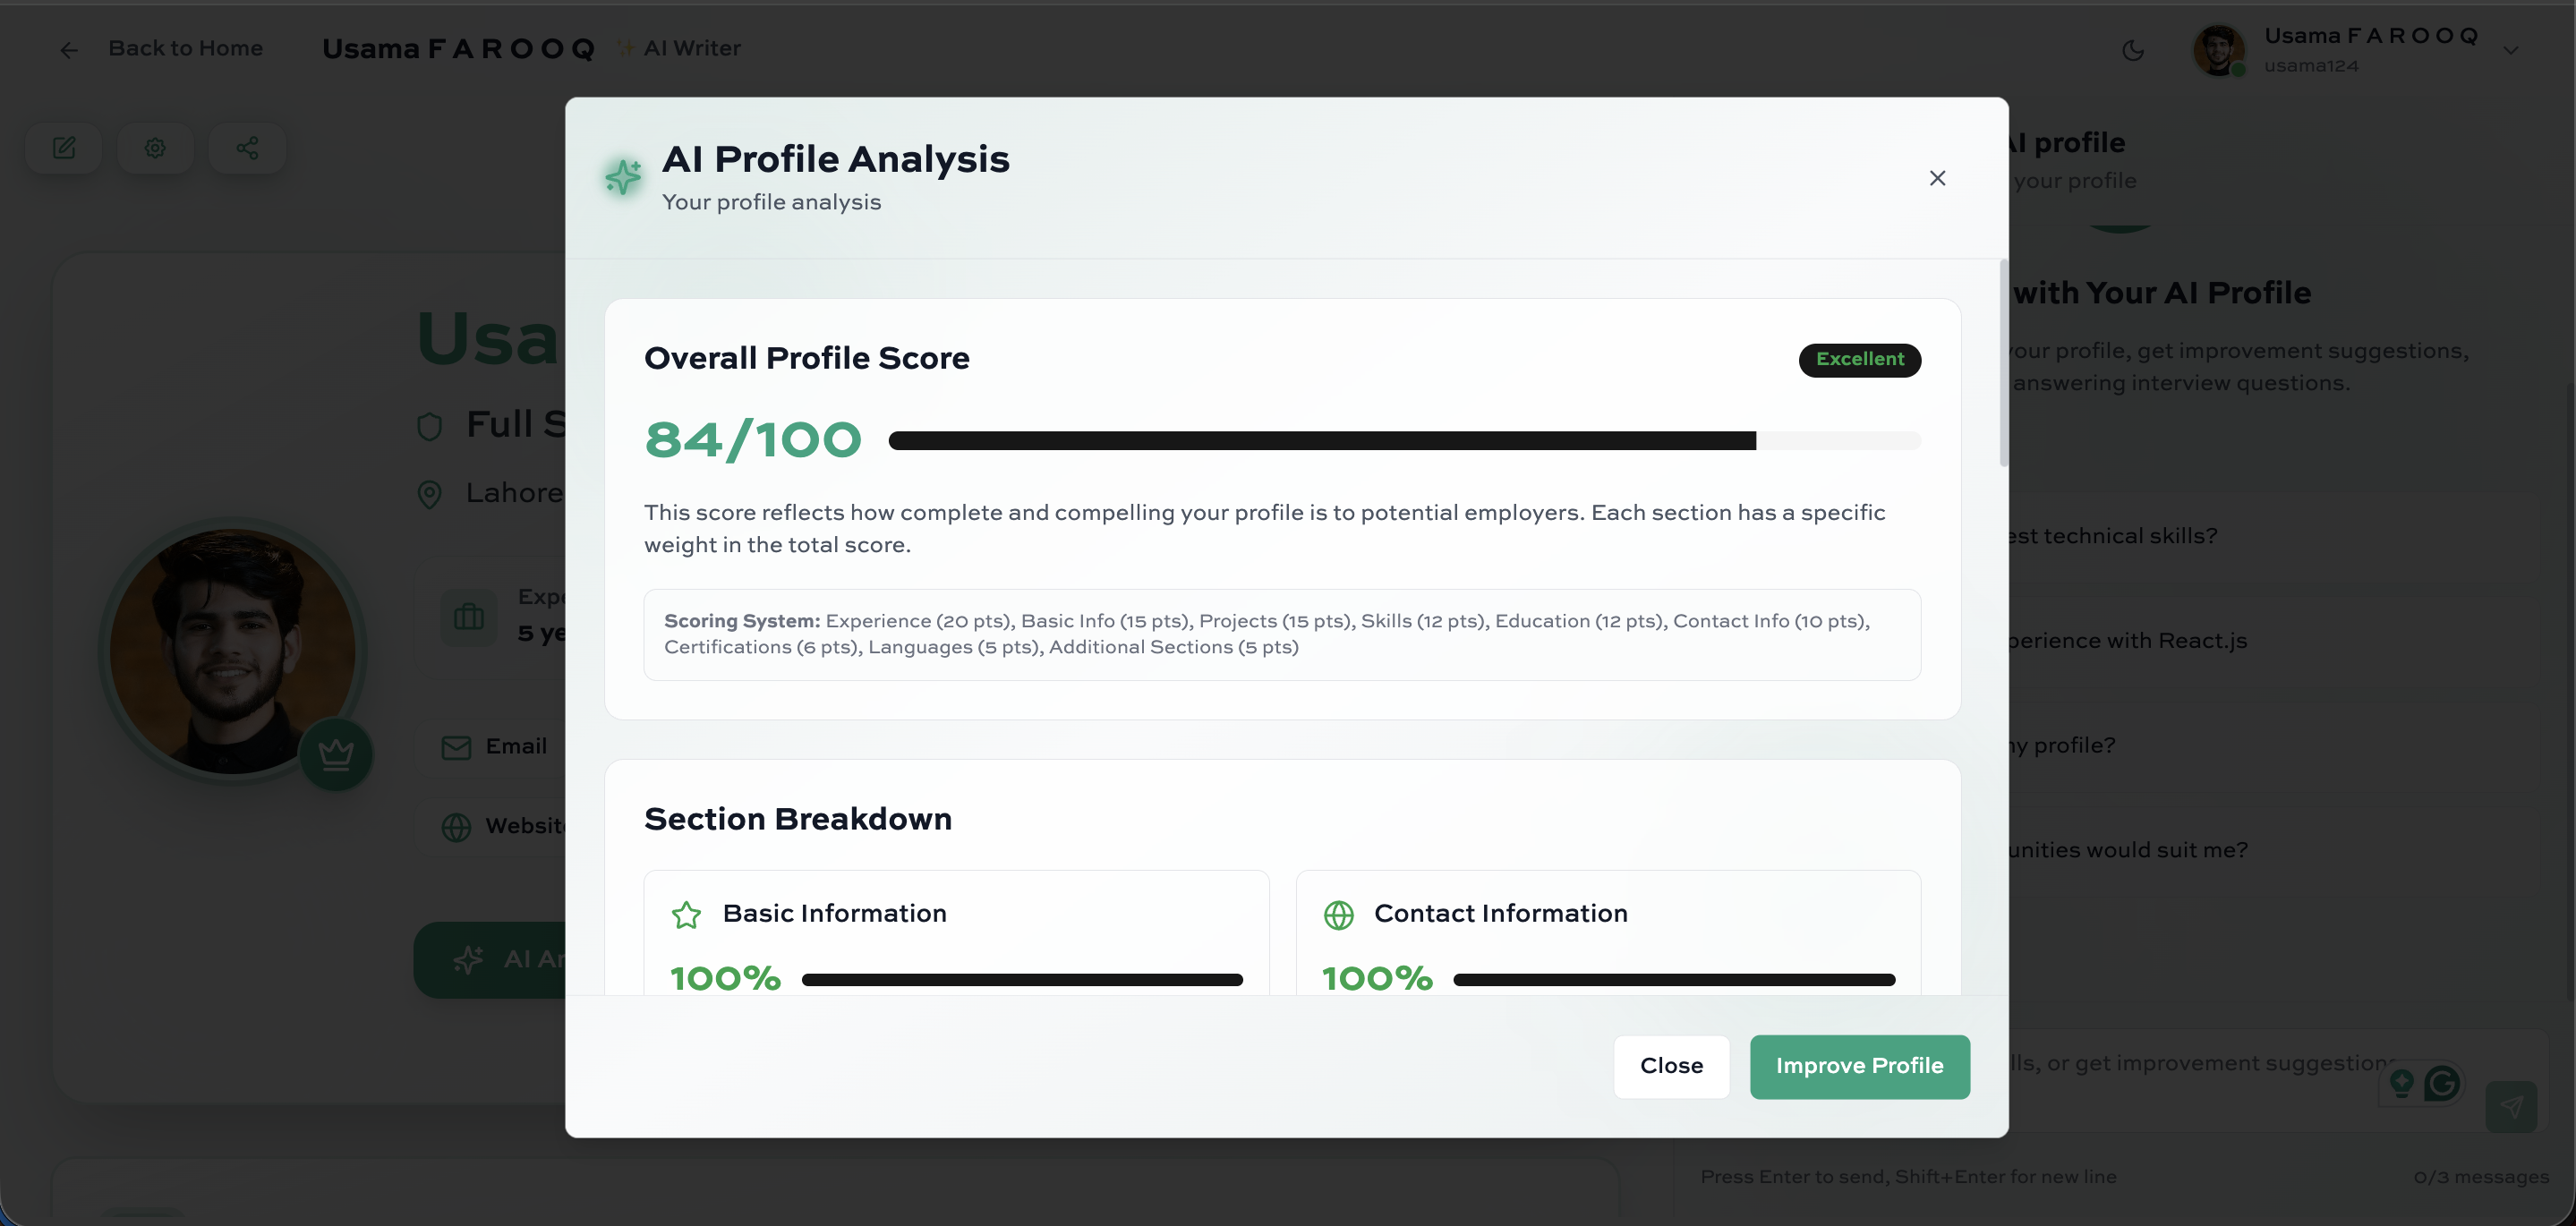 Back to Home
Usama F A R O O Q
✨ AI Writer
Usama F A R O O Q
usama124
AI profile
your profile
AI Profile Analysis
Your profile analysis
Usa
Full S
Lahore
Expe
5 ye
Email
Website
AI An
Overall Profile Score
Excellent
84/100
This score reflects how complete and compelling your profile is to potential employers. Each section has a specific
weight in the total score.
Scoring System: Experience (20 pts), Basic Info (15 pts), Projects (15 pts), Skills (12 pts), Education (12 pts), Contact Info (10 pts),
Certifications (6 pts), Languages (5 pts), Additional Sections (5 pts)
Section Breakdown
Basic Information
100%
Contact Information
100%
Close
Improve Profile
with Your AI Profile
your profile, get improvement suggestions,
answering interview questions.
est technical skills?
perience with React.js
my profile?
unities would suit me?
lls, or get improvement suggestions
Press Enter to send, Shift+Enter for new line
0/3 messages